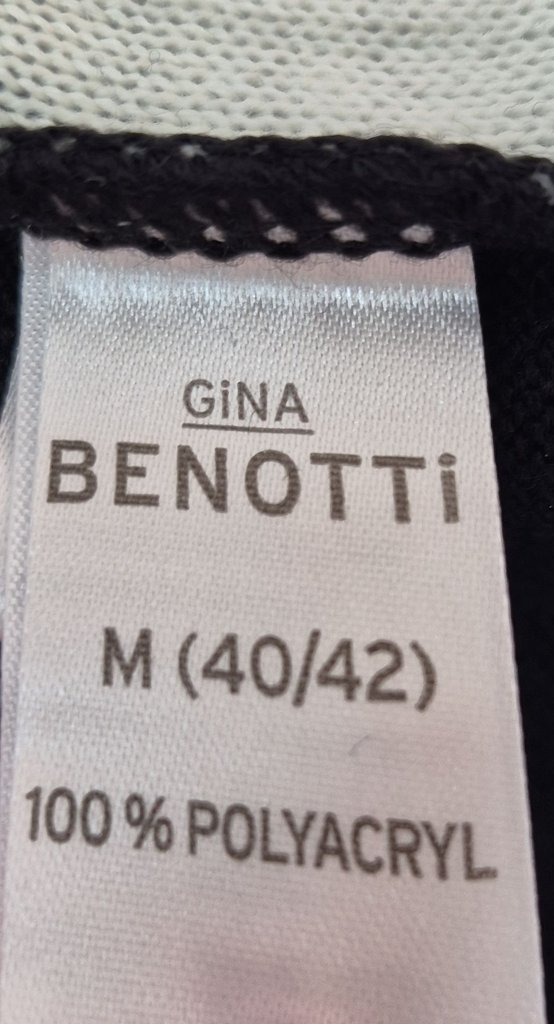 GiNA
BENOTTi
M (40/42)
100 % POLYACRYL